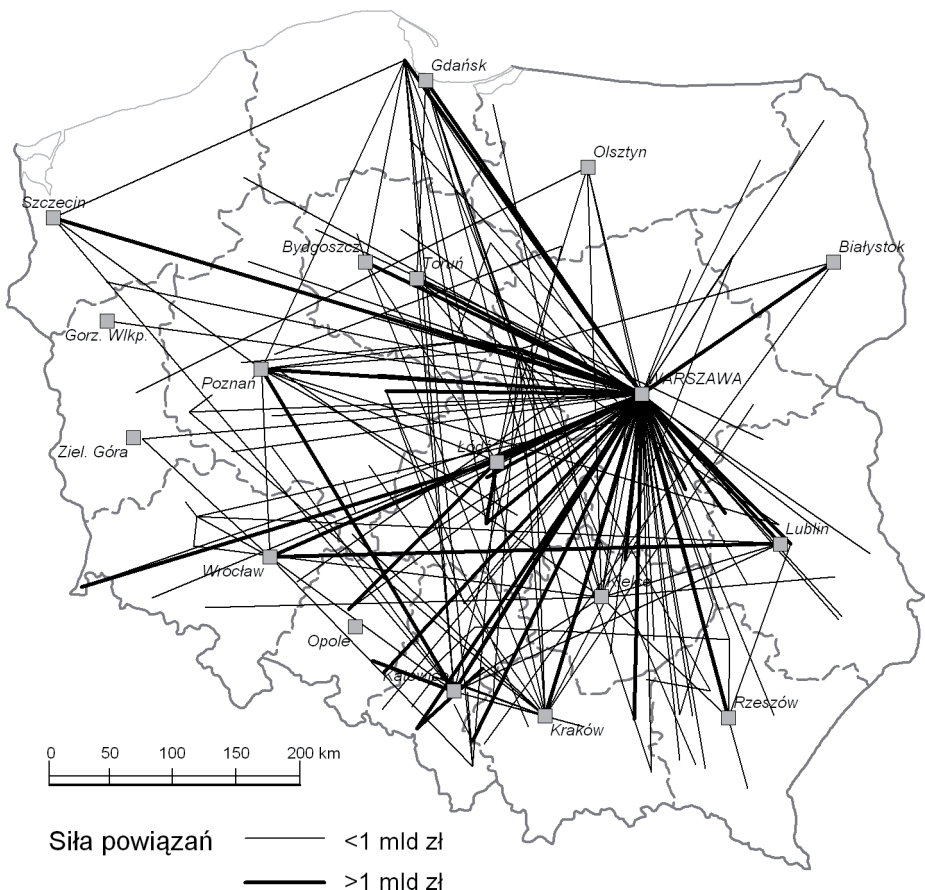 Gdańsk
Olsztyn
Szczecin
Bydgoszcz
Toruń
Białystok
Gorz. Wlkp.
Poznań
WARSZAWA
Ziel. Góra
Łódź
Lublin
Wrocław
Kielce
Opole
Katowice
Rzeszów
Kraków
0 50 100 150 200 km
Siła powiązań
<1 mld zł
>1 mld zł